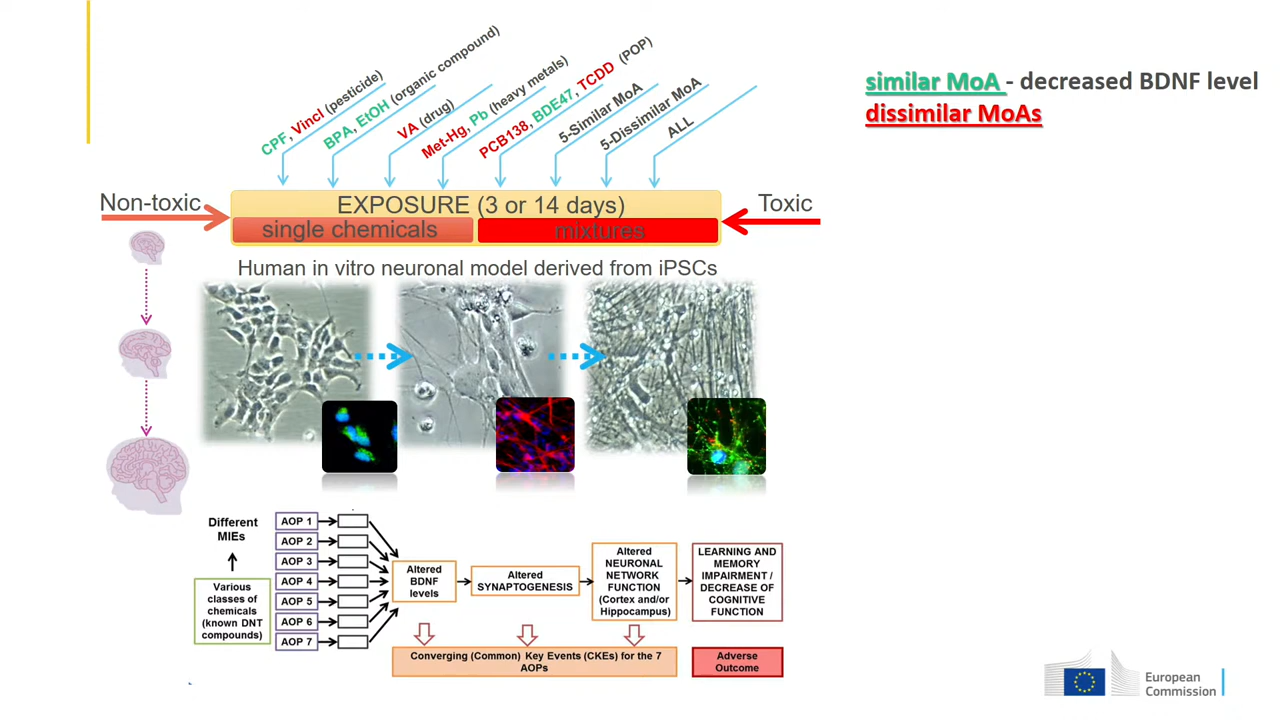 CPF, Vincl (pesticide)
BPA, EtOH (organic compound)
VA (drug)
Met-Hg, Pb (heavy metals)
PCB138, BDE47, TCDD (POP)
5-Similar MoA
5-Dissimilar MoA
ALL
similar MoA - decreased BDNF level
dissimilar MoAs
Non-toxic
EXPOSURE (3 or 14 days)
Toxic
single chemicals
mixtures
Human in vitro neuronal model derived from iPSCs
Different
MIEs
Various
classes of
chemicals
(known DNT
compounds)
AOP 1
AOP 2
AOP 3
AOP 4
AOP 5
AOP 6
AOP 7
Altered
BDNF
levels
Altered
SYNAPTOGENESIS
Altered
NEURONAL
NETWORK
FUNCTION
(Cortex and/or
Hippocampus)
LEARNING AND
MEMORY
IMPAIRMENT /
DECREASE OF
COGNITIVE
FUNCTION
Converging (Common) Key Events (CKEs) for the 7
AOPs
Adverse
Outcome
European
Commission